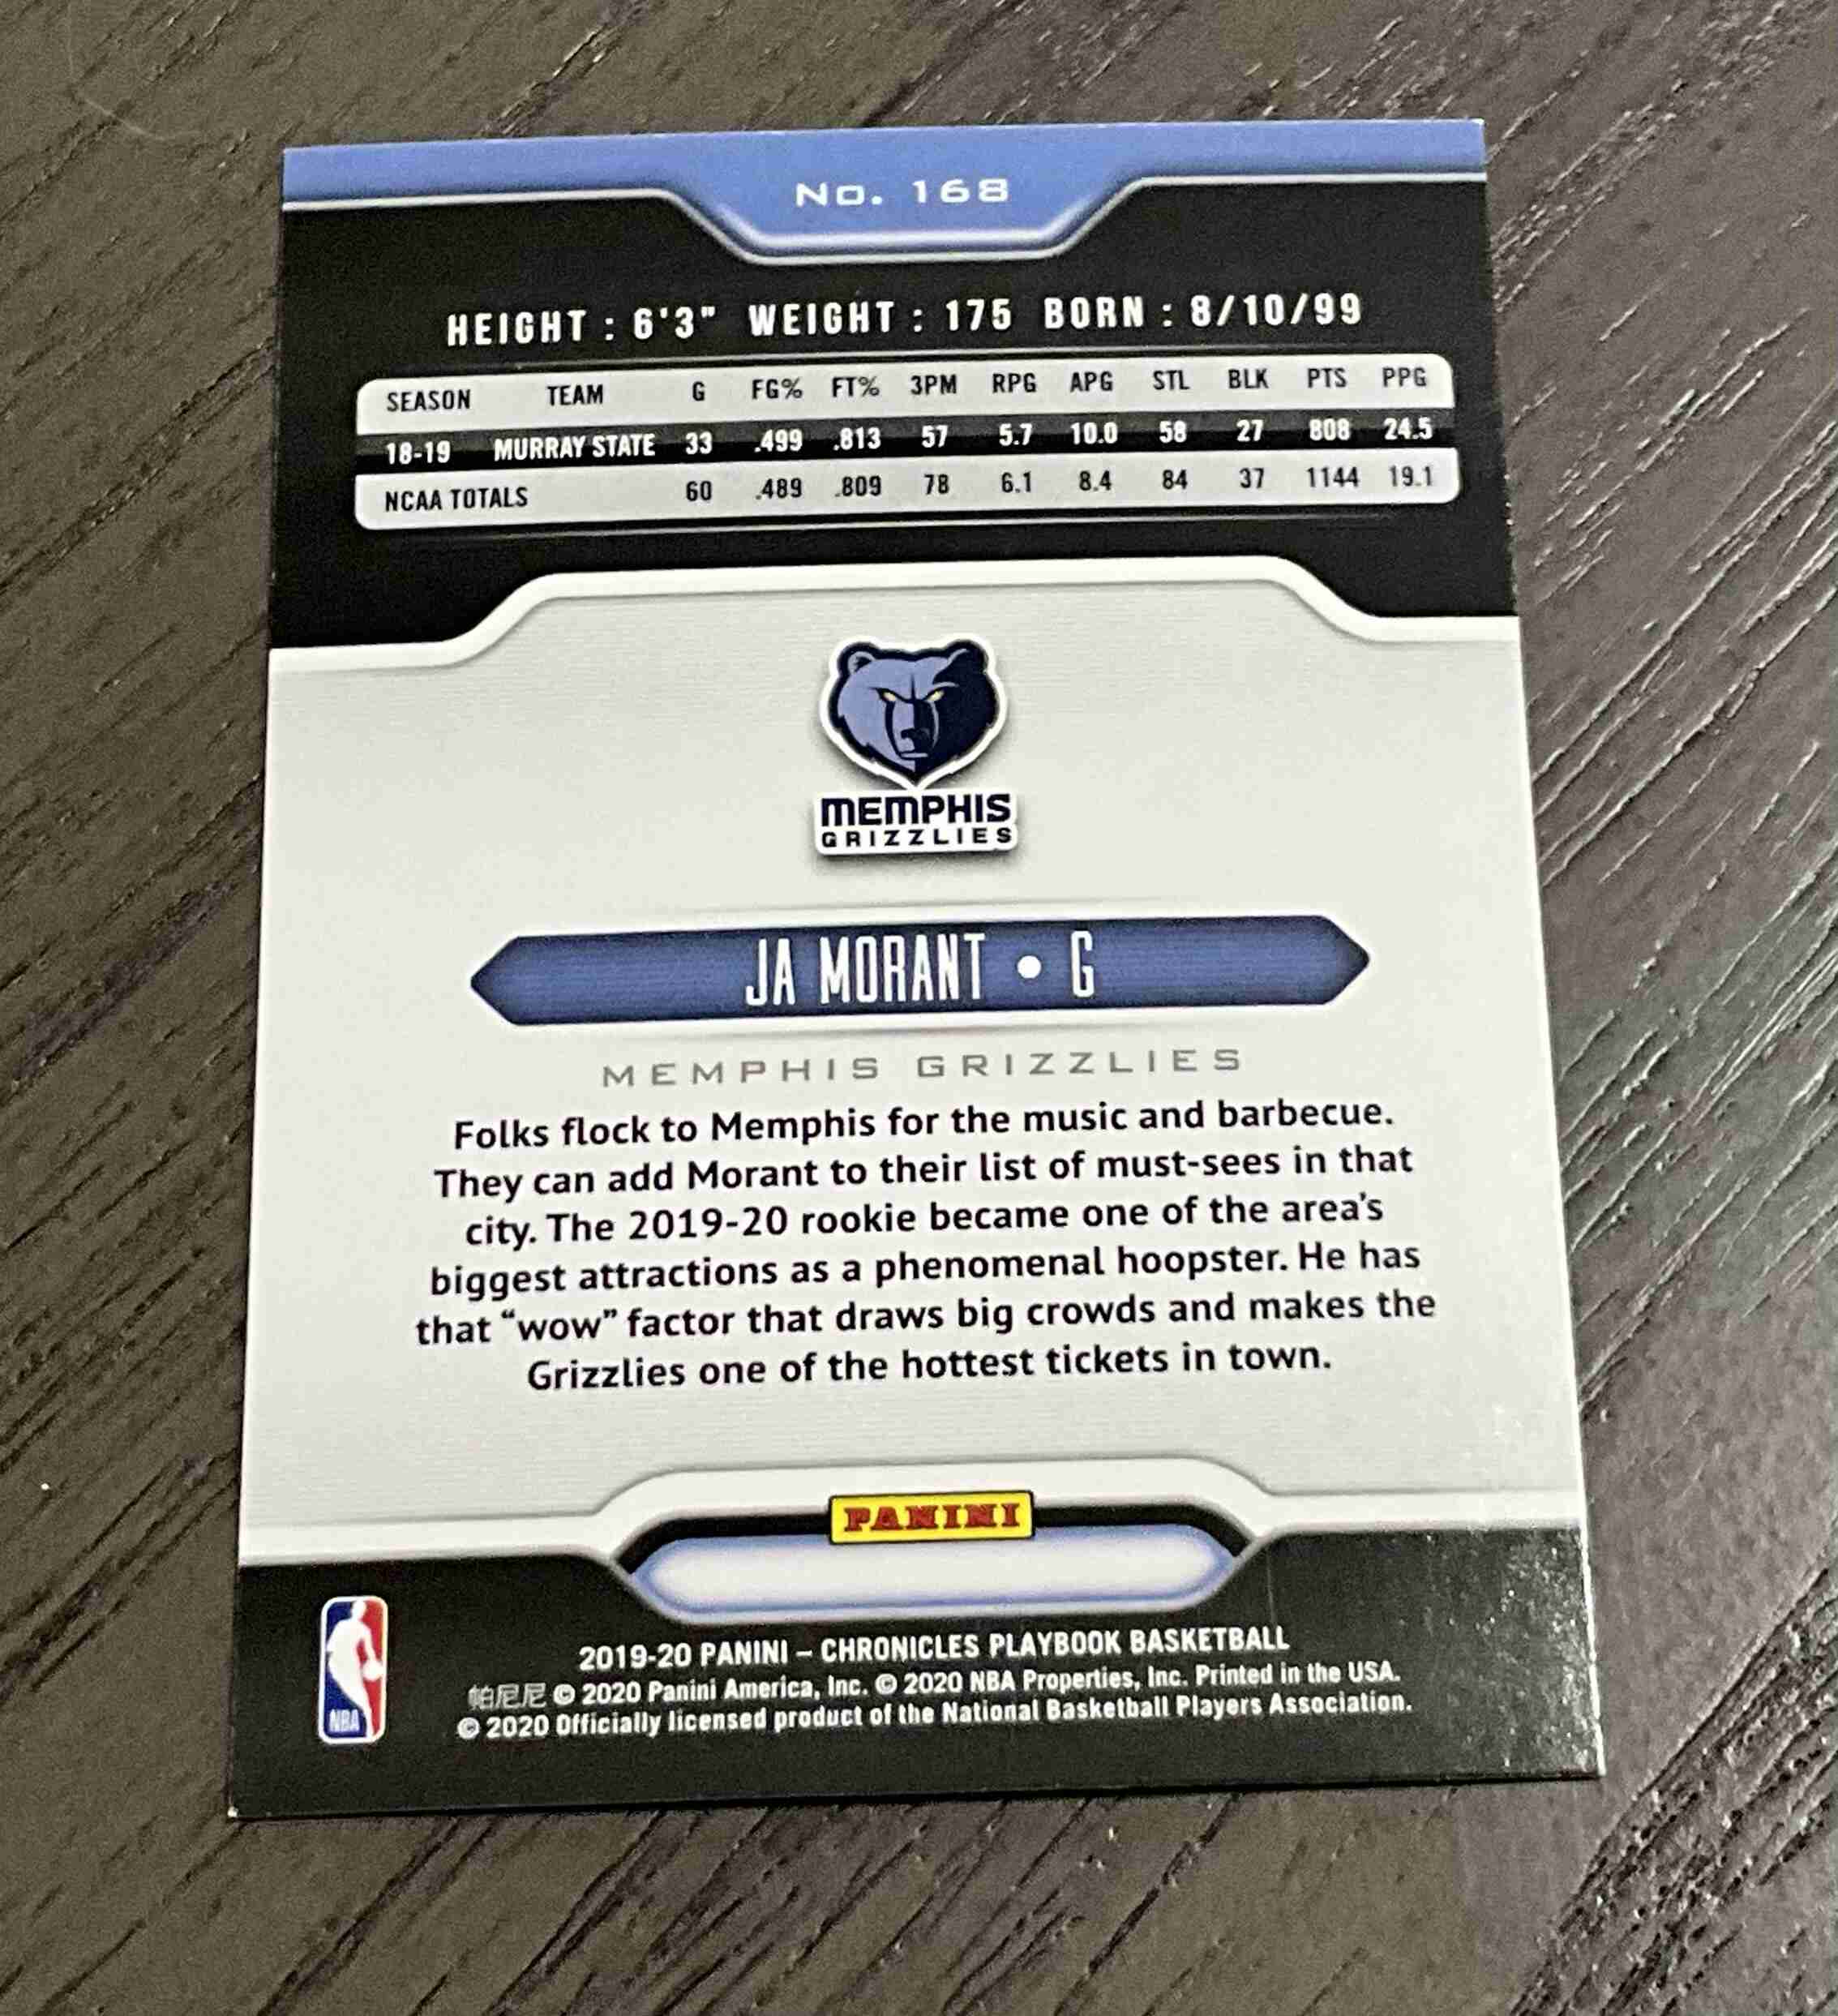 No. 168
HEIGHT : 6'3" WEIGHT : 175 BORN : 8/10/99
SEASON TEAM G FG% FT% 3PM RPG APG STL BLK PTS PPG
18-19 MURRAY STATE 33 .499 .813 57 5.7 10.0 58 27 808 24.5
NCAA TOTALS 60 .489 .809 78 6.1 8.4 84 37 1144 19.1
MEMPHIS
GRIZZLIES
JA MORANT • G
MEMPHIS GRIZZLIES
Folks flock to Memphis for the music and barbecue.
They can add Morant to their list of must-sees in that
city. The 2019-20 rookie became one of the area's
biggest attractions as a phenomenal hoopster. He has
that “wow” factor that draws big crowds and makes the
Grizzlies one of the hottest tickets in town.
PANINI
NBA
2019-20 PANINI – CHRONICLES PLAYBOOK BASKETBALL
帕尼尼 © 2020 Panini America, Inc. © 2020 NBA Properties, Inc. Printed in the USA.
© 2020 Officially licensed product of the National Basketball Players Association.